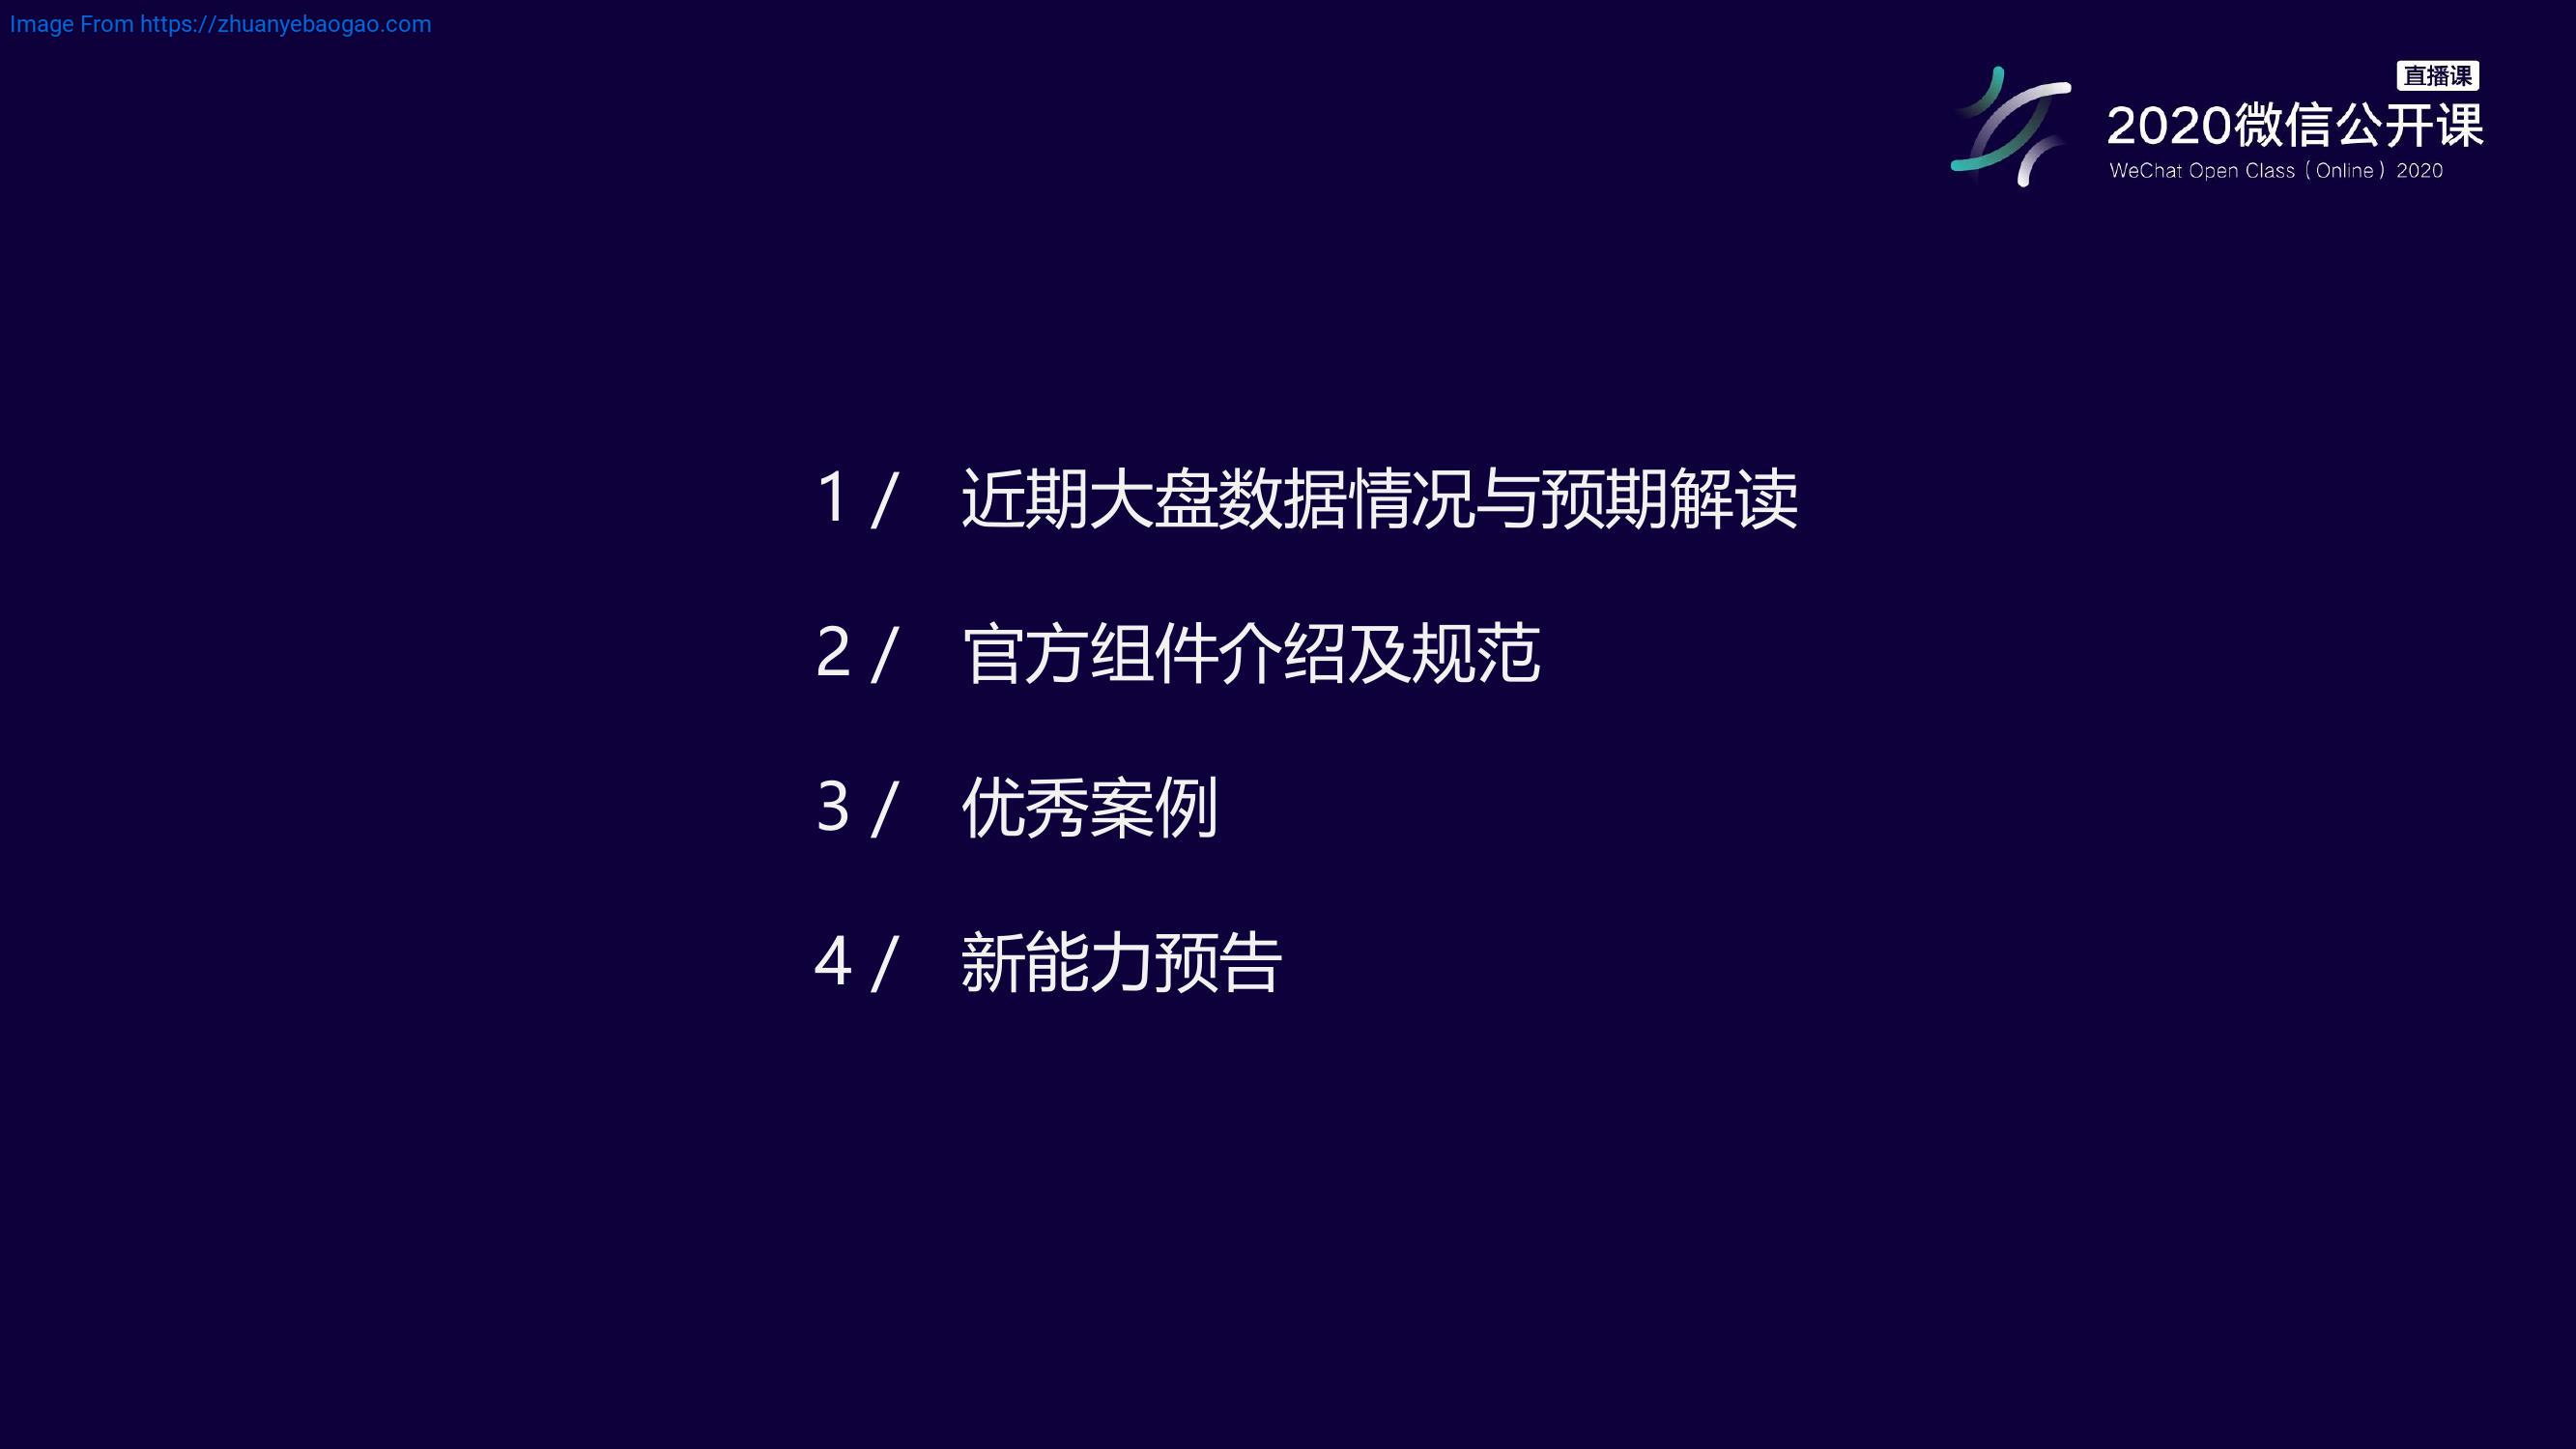 Image From https://zhuanyebaogao.com
直播课
2020微信公开课
WeChat Open Class（Online）2020
1 / 近期大盘数据情况与预期解读
2 / 官方组件介绍及规范
3 / 优秀案例
4 / 新能力预告